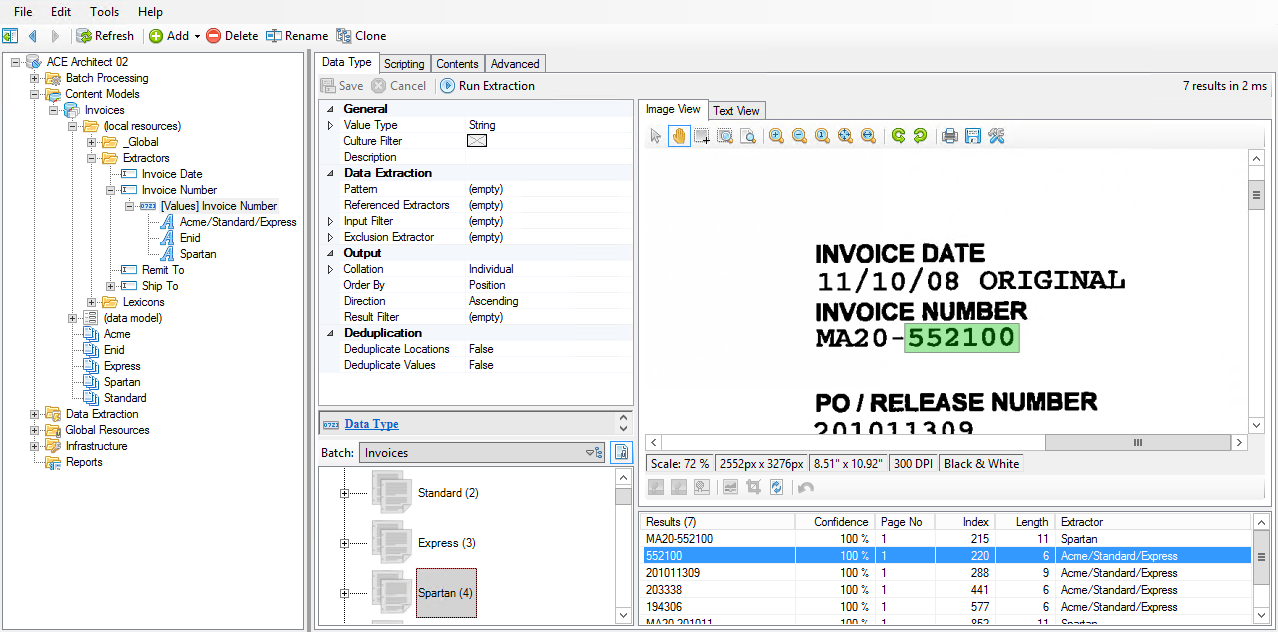 File Edit Tools Help
Refresh Add Delete Rename Clone
ACE Architect 02
Batch Processing
Content Models
Invoices
(local resources)
_Global
Extractors
Invoice Date
Invoice Number
[Values] Invoice Number
Acme/Standard/Express
Enid
Spartan
Remit To
Ship To
Lexicons
(data model)
Acme
Enid
Express
Spartan
Standard
Data Extraction
Global Resources
Infrastructure
Reports
Data Type Scripting Contents Advanced
Save Cancel Run Extraction 7 results in 2 ms
General
Value Type String
Culture Filter
Description
Data Extraction
Pattern (empty)
Referenced Extractors (empty)
Input Filter (empty)
Exclusion Extractor (empty)
Output
Collation Individual
Order By Position
Direction Ascending
Result Filter (empty)
Deduplication
Deduplicate Locations False
Deduplicate Values False
Data Type
Batch: Invoices
Standard (2)
Express (3)
Spartan (4)
Image View Text View
INVOICE DATE
11/10/08 ORIGINAL
INVOICE NUMBER
MA20-552100
PO / RELEASE NUMBER
201011309
Scale: 72 % 2552px x 3276px 8.51" x 10.92" 300 DPI Black & White
Results (7) Confidence Page No Index Length Extractor
MA20-552100 100 % 1 215 11 Spartan
552100 100 % 1 220 6 Acme/Standard/Express
201011309 100 % 1 288 9 Acme/Standard/Express
203338 100 % 1 441 6 Acme/Standard/Express
194306 100 % 1 577 6 Acme/Standard/Express
MA20-201011 100 % 1 852 11 Spartan